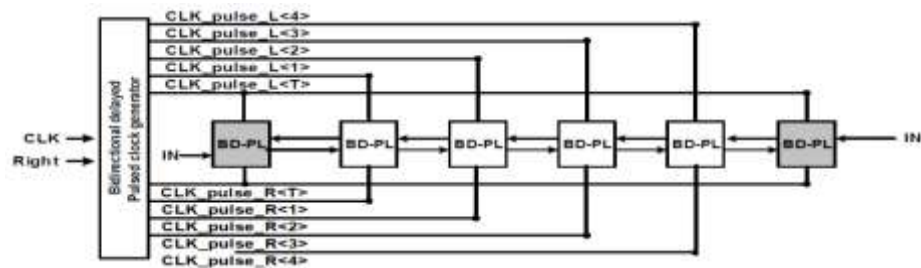 CLK_pulse_L<4>
CLK_pulse_L<3>
CLK_pulse_L<2>
CLK_pulse_L<1>
CLK_pulse_L<T>
Bidirectional delayed
Pulsed clock generator
CLK
Right
IN
BD-PL
BD-PL
BD-PL
BD-PL
BD-PL
BD-PL
IN
CLK_pulse_R<T>
CLK_pulse_R<1>
CLK_pulse_R<2>
CLK_pulse_R<3>
CLK_pulse_R<4>